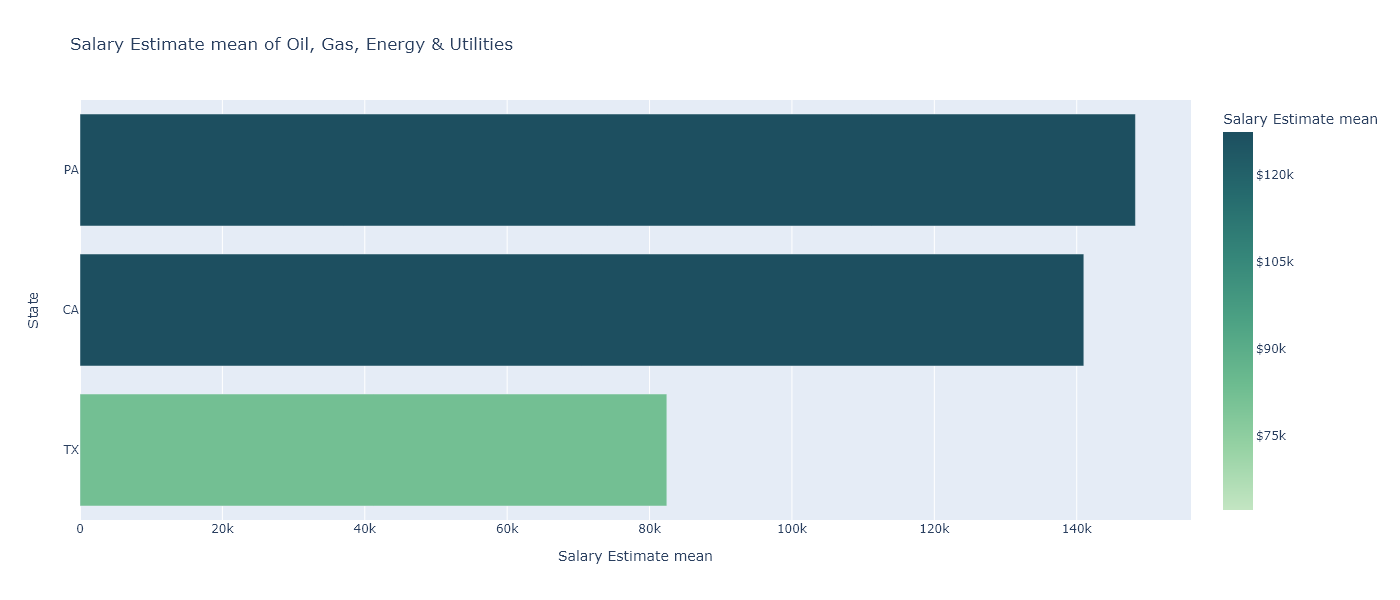 Salary Estimate mean of Oil, Gas, Energy & Utilities
Salary Estimate mean
$120k
$105k
$90k
$75k
State
PA
CA
TX
0 20k 40k 60k 80k 100k 120k 140k
Salary Estimate mean